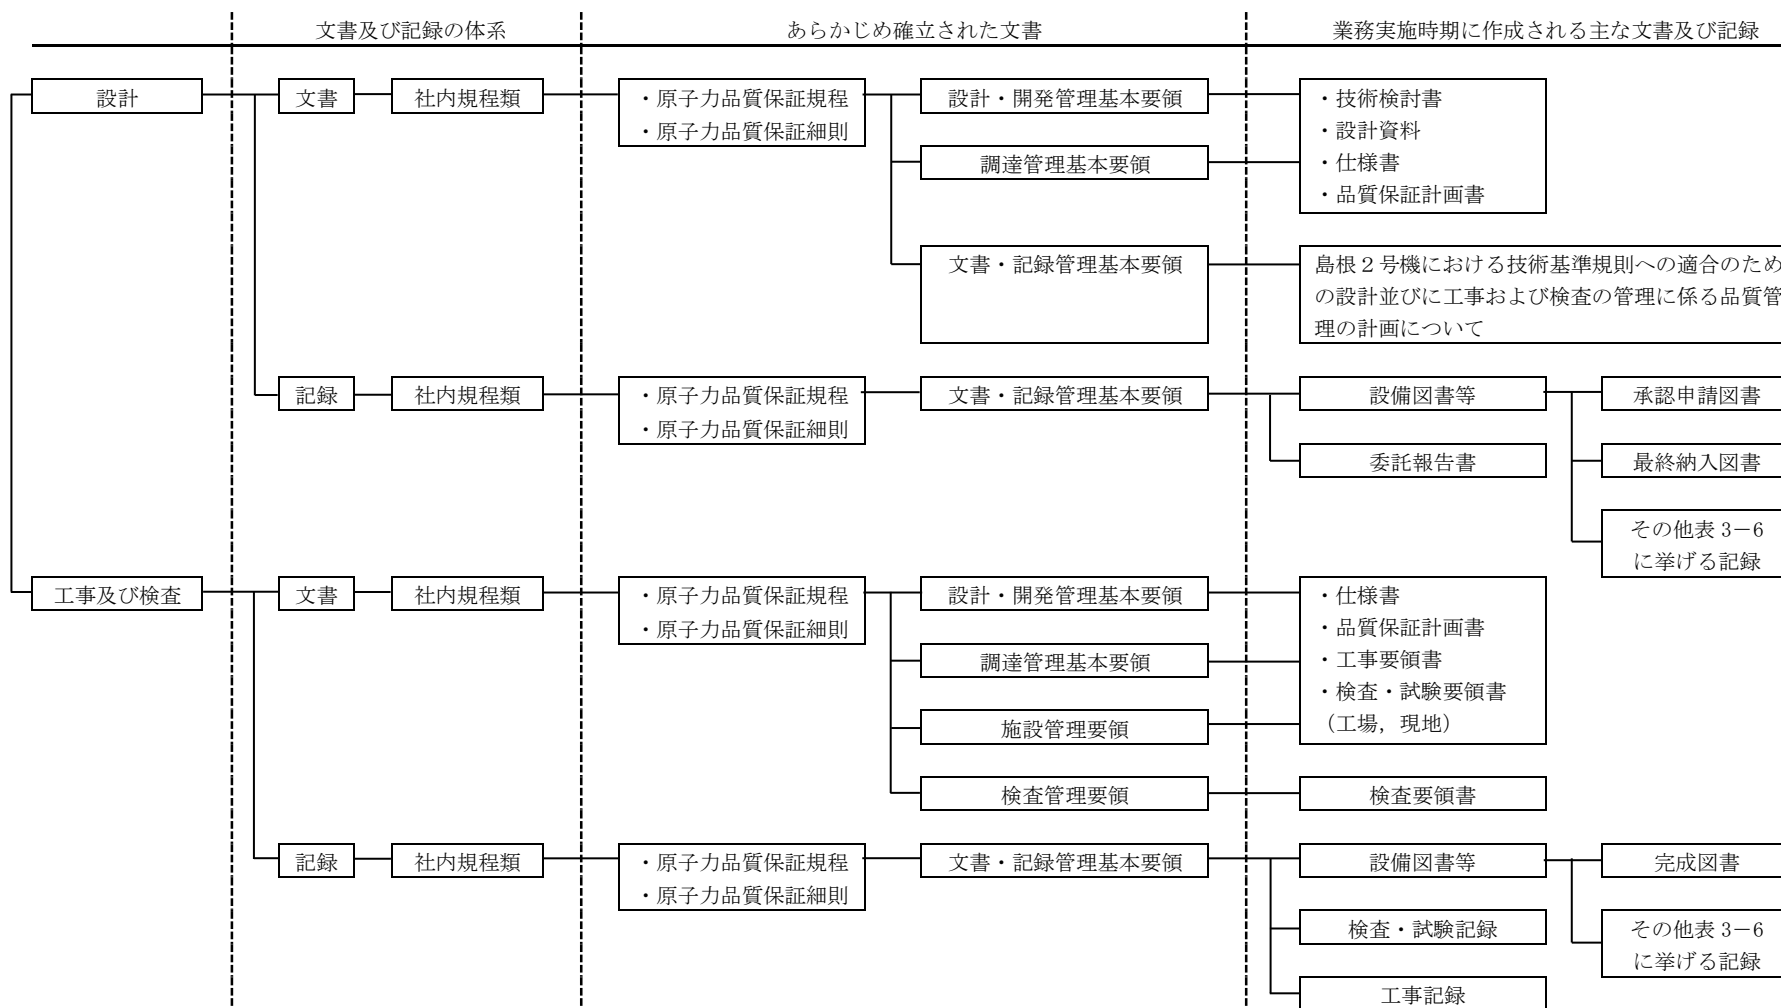 文書及び記録の体系
あらかじめ確立された文書
業務実施時期に作成される主な文書及び記録
設計
文書
社内規程類
・原子力品質保証規程
・原子力品質保証細則
設計・開発管理基本要領
・技術検討書
・設計資料
・仕様書
・品質保証計画書
調達管理基本要領
文書・記録管理基本要領
島根2号機における技術基準規則への適合のため
の設計並びに工事および検査の管理に係る品質管
理の計画について
記録
社内規程類
・原子力品質保証規程
・原子力品質保証細則
文書・記録管理基本要領
設備図書等
承認申請図書
委託報告書
最終納入図書
その他表 3-6
に挙げる記録
工事及び検査
文書
社内規程類
・原子力品質保証規程
・原子力品質保証細則
設計・開発管理基本要領
・仕様書
・品質保証計画書
・工事要領書
・検査・試験要領書
（工場，現地）
調達管理基本要領
施設管理要領
検査管理要領
検査要領書
記録
社内規程類
・原子力品質保証規程
・原子力品質保証細則
文書・記録管理基本要領
設備図書等
完成図書
検査・試験記録
その他表 3-6
に挙げる記録
工事記録